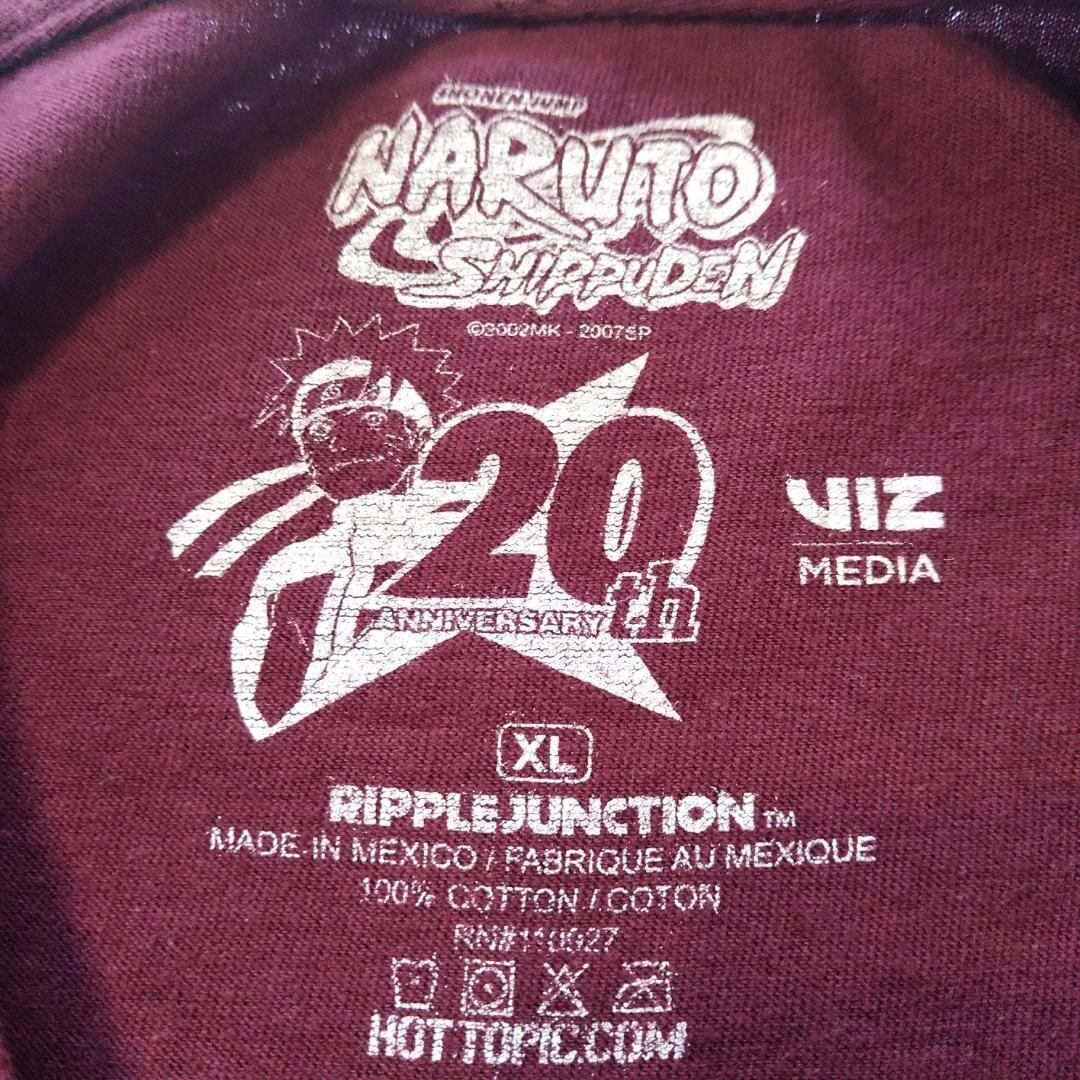 SHONEN JUMP
NARUTO
SHIPPUDEN
©2002MK - 2007SP
20th
ANNIVERSARY
VIZ
MEDIA
XL
RIPPLE JUNCTION TM
MADE IN MEXICO / FABRIQUE AU MEXIQUE
100% COTTON / COTON
RN#110927
HOTTOPIC.COM